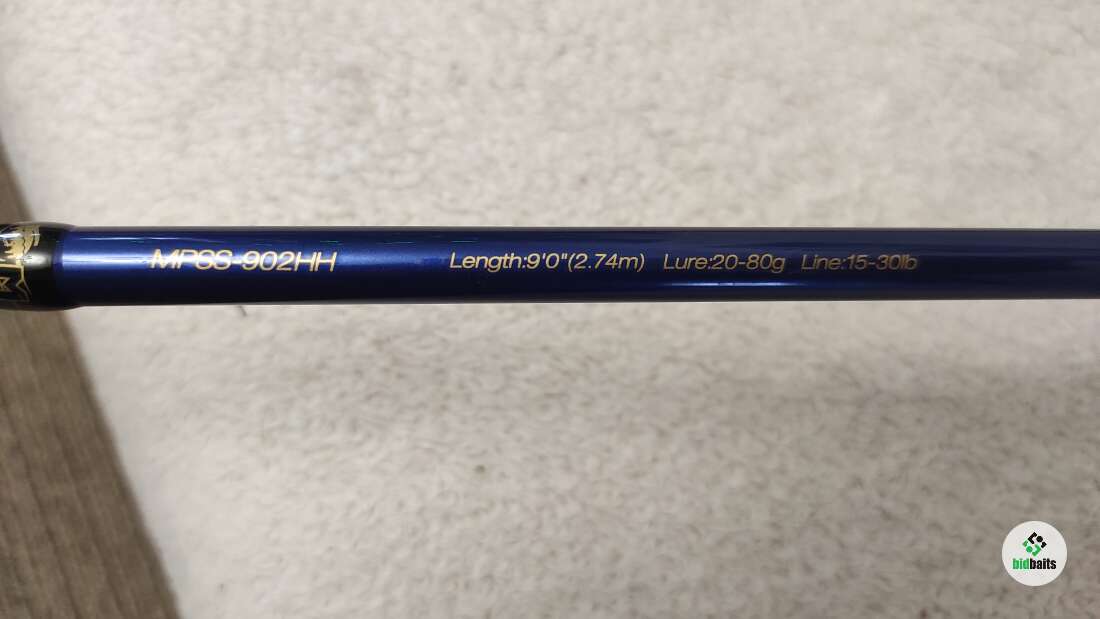 MPSS-902HH Length:9'0"(2.74m) Lure:20-80g Line:15-30lb
bidbaits